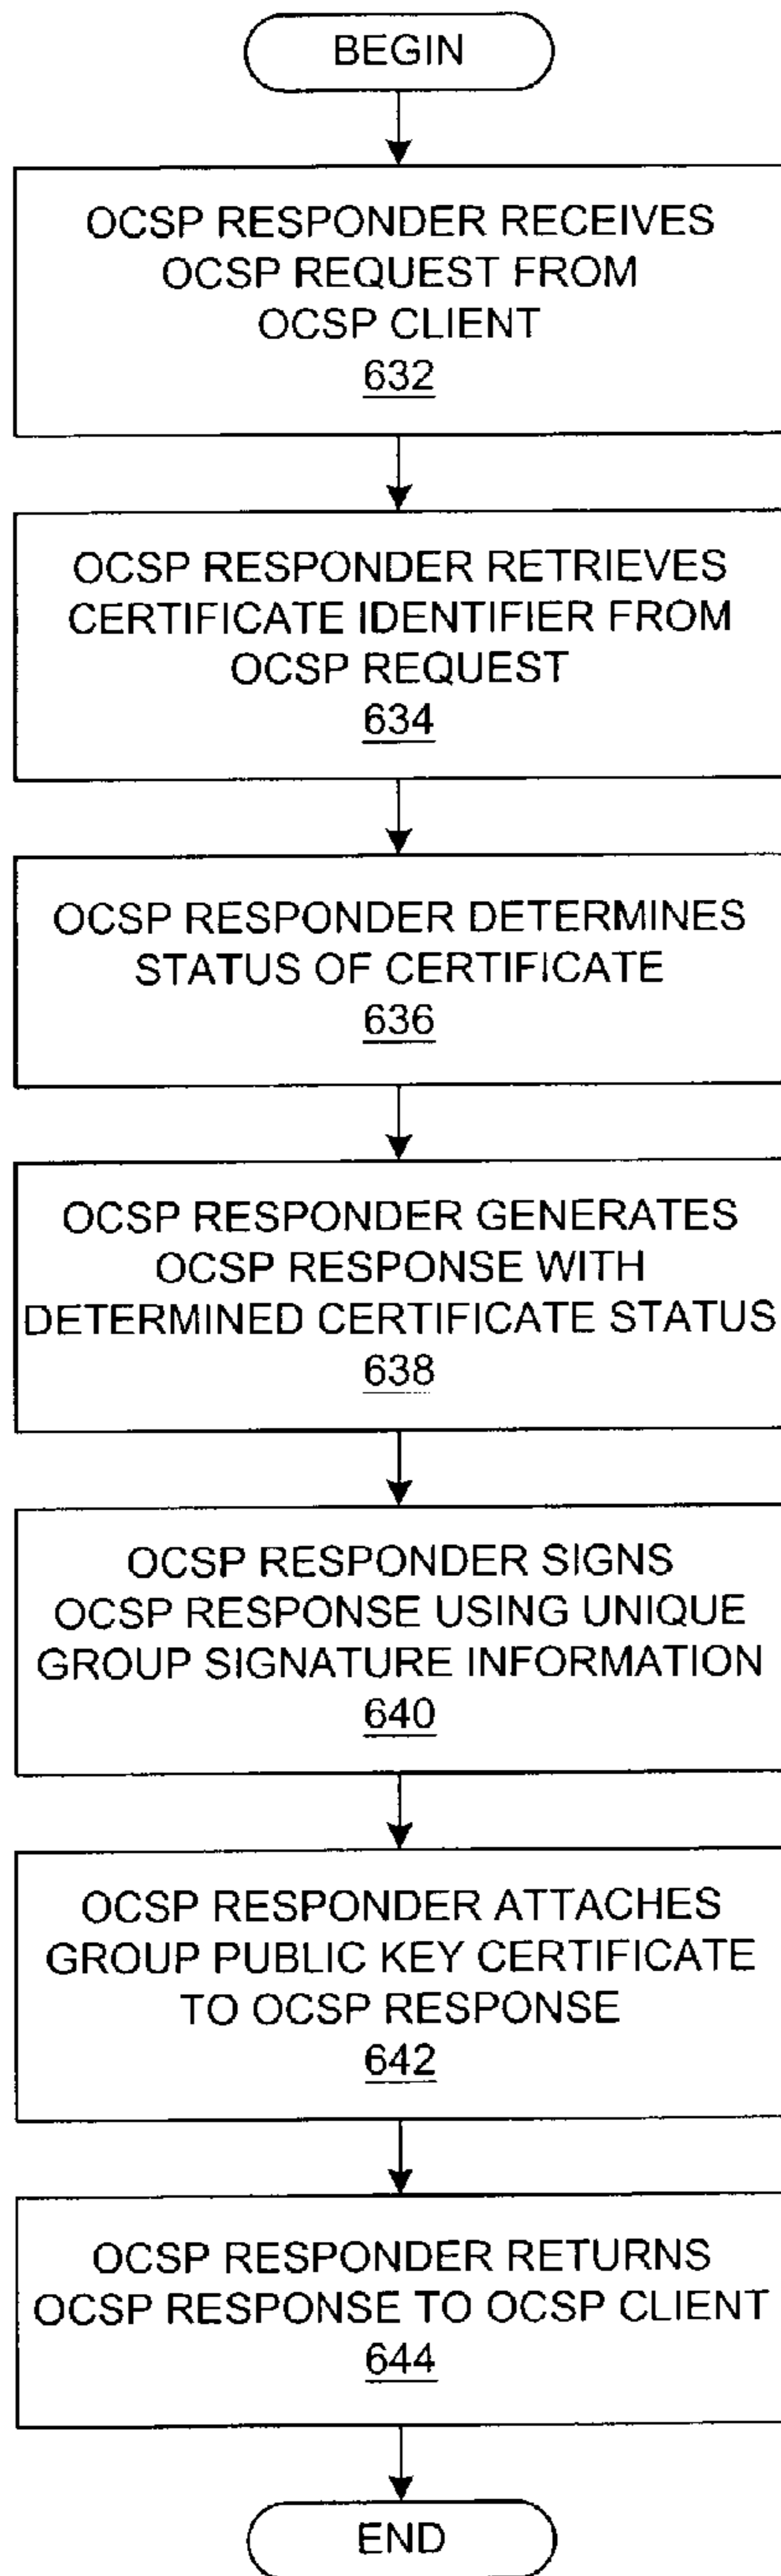 BEGIN
OCSP RESPONDER RECEIVES
OCSP REQUEST FROM
OCSP CLIENT
632
OCSP RESPONDER RETRIEVES
CERTIFICATE IDENTIFIER FROM
OCSP REQUEST
634
OCSP RESPONDER DETERMINES
STATUS OF CERTIFICATE
636
OCSP RESPONDER GENERATES
OCSP RESPONSE WITH
DETERMINED CERTIFICATE STATUS
638
OCSP RESPONDER SIGNS
OCSP RESPONSE USING UNIQUE
GROUP SIGNATURE INFORMATION
640
OCSP RESPONDER ATTACHES
GROUP PUBLIC KEY CERTIFICATE
TO OCSP RESPONSE
642
OCSP RESPONDER RETURNS
OCSP RESPONSE TO OCSP CLIENT
644
END